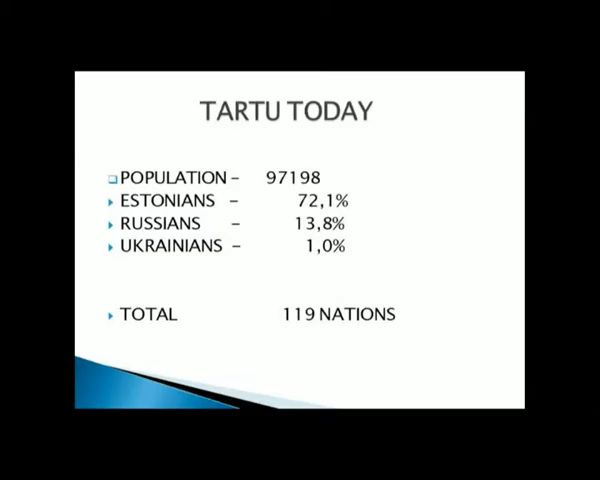 TARTU TODAY
POPULATION – 97198
ESTONIANS – 72,1%
RUSSIANS – 13,8%
UKRAINIANS – 1,0%
TOTAL 119 NATIONS